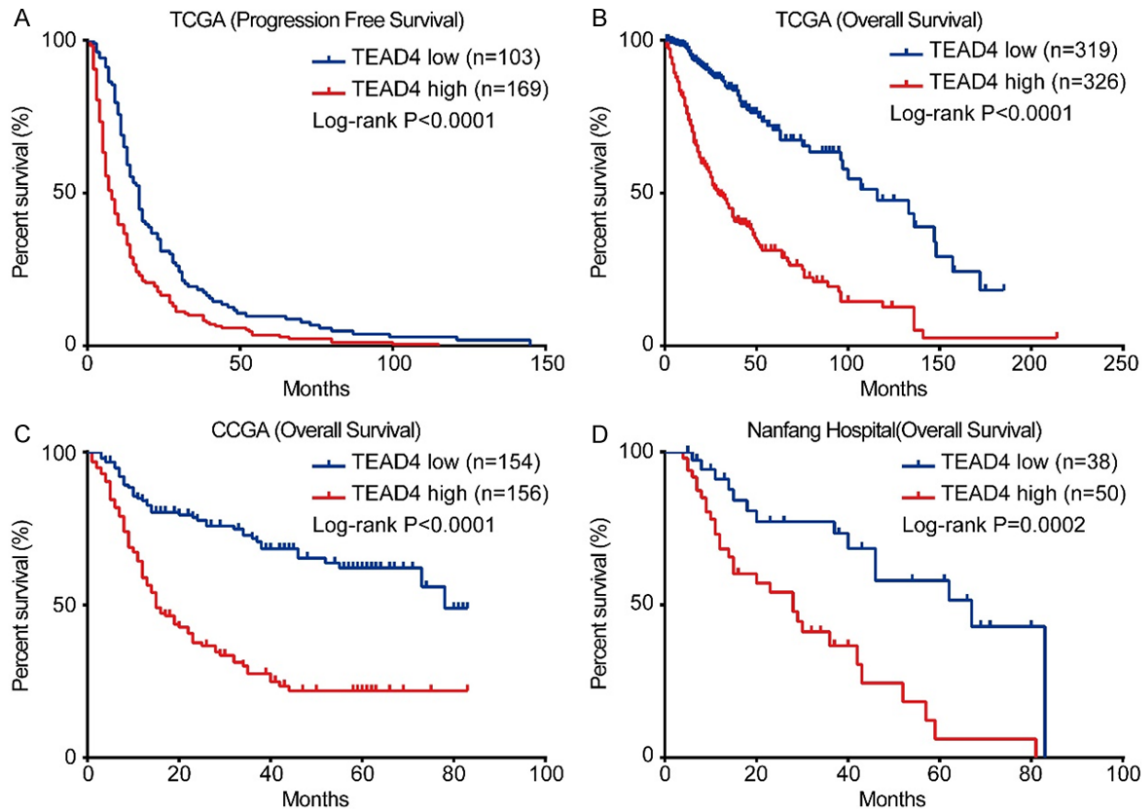 A
TCGA (Progression Free Survival)
TEAD4 low (n=103)
TEAD4 high (n=169)
Log-rank P<0.0001
Percent survival (%)
100
50
0
0 50 100 150
Months
B
TCGA (Overall Survival)
TEAD4 low (n=319)
TEAD4 high (n=326)
Log-rank P<0.0001
Percent survival (%)
100
50
0
0 50 100 150 200 250
Months
C
CCGA (Overall Survival)
TEAD4 low (n=154)
TEAD4 high (n=156)
Log-rank P<0.0001
Percent survival (%)
100
50
0
0 20 40 60 80 100
Months
D
Nanfang Hospital(Overall Survival)
TEAD4 low (n=38)
TEAD4 high (n=50)
Log-rank P=0.0002
Percent survival (%)
100
50
0
0 20 40 60 80 100
Months